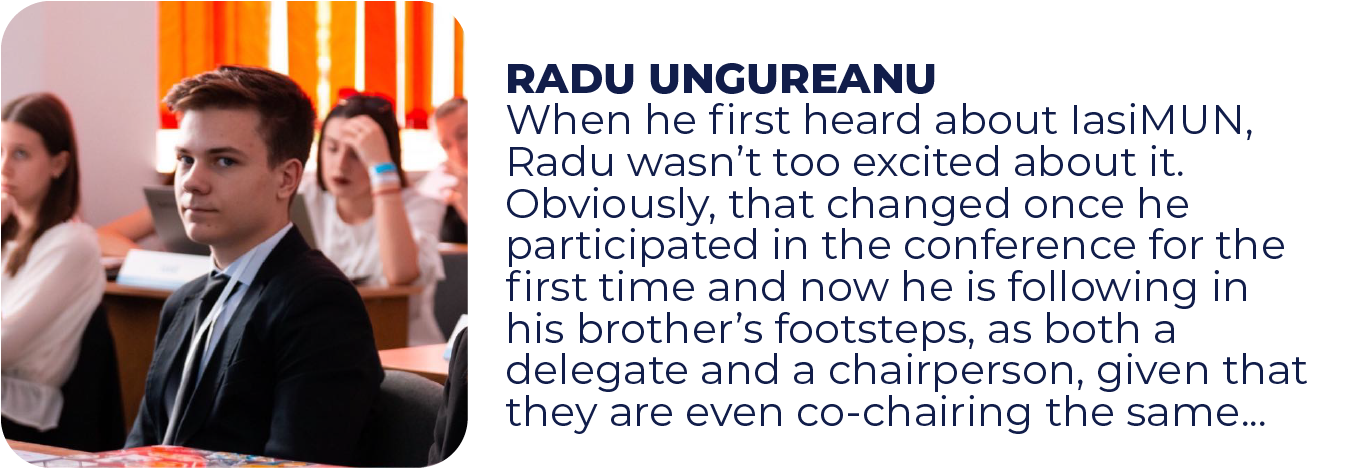 RADU UNGUREANU
When he first heard about IasiMUN,
Radu wasn’t too excited about it.
Obviously, that changed once he
participated in the conference for the
first time and now he is following in
his brother’s footsteps, as both a
delegate and a chairperson, given that
they are even co-chairing the same...